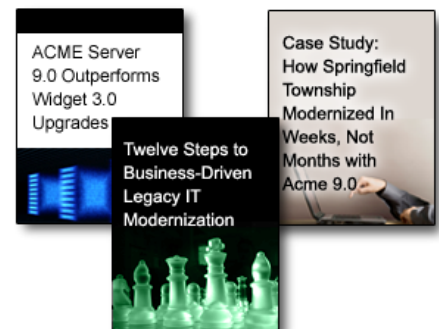 ACME Server
9.0 Outperforms
Widget 3.0
Upgrades
Twelve Steps to
Business-Driven
Legacy IT
Modernization
Case Study:
How Springfield
Township
Modernized In
Weeks, Not
Months with
Acme 9.0